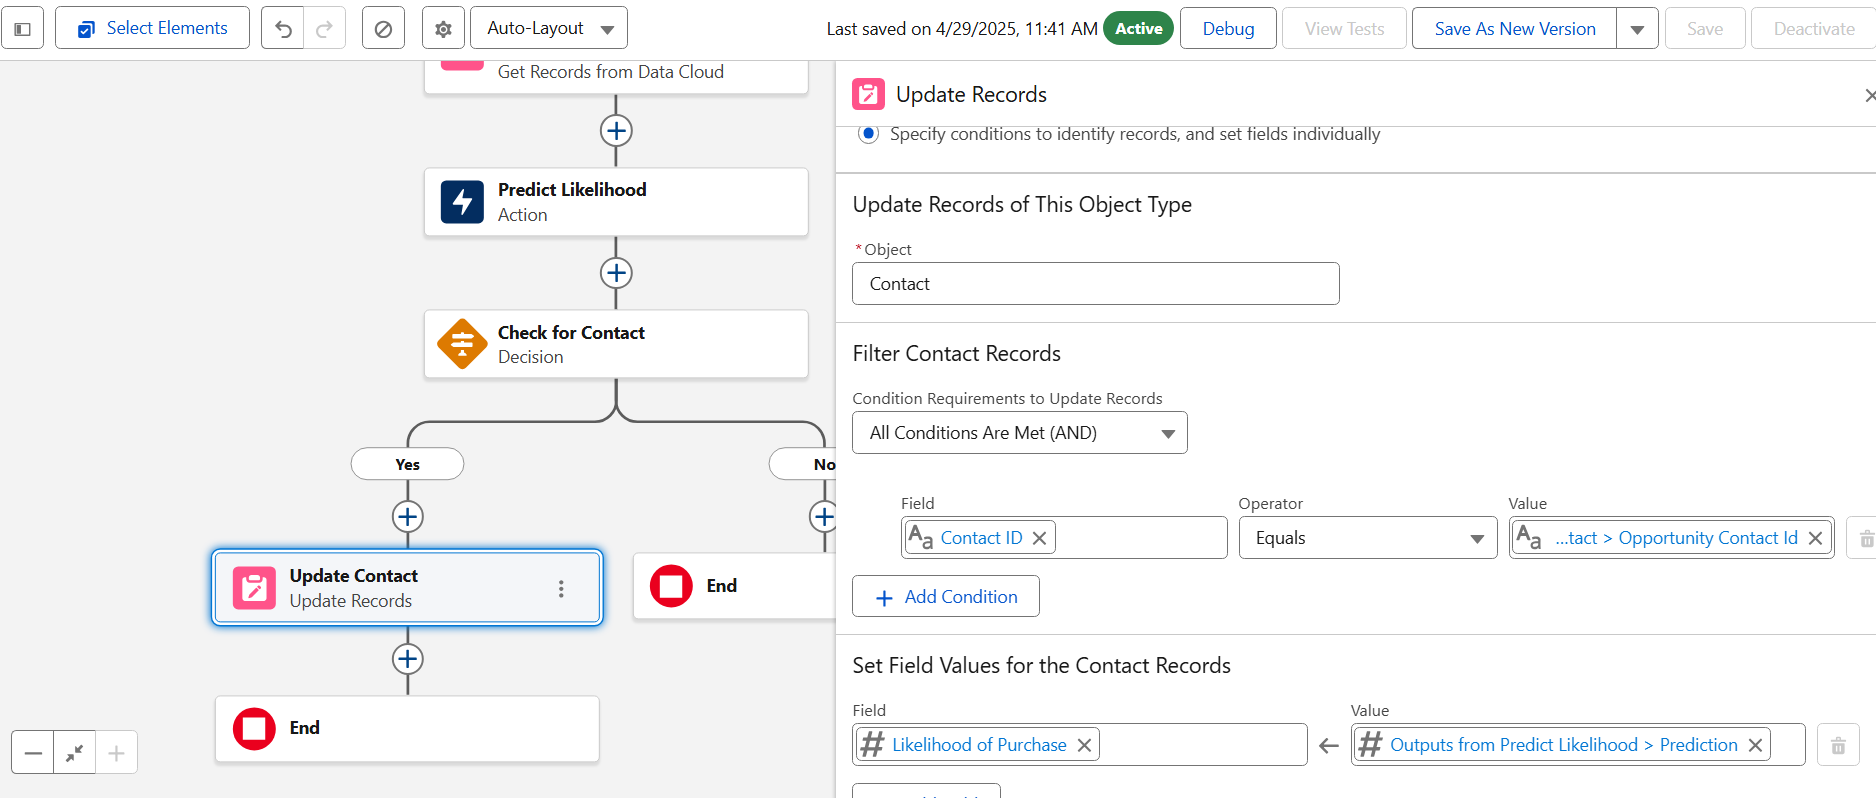 Select Elements
Auto-Layout
Last saved on 4/29/2025, 11:41 AM
Active
Debug
View Tests
Save As New Version
Save
Deactivate
Get Records from Data Cloud
Predict Likelihood
Action
Check for Contact
Decision
Yes
No
Update Contact
Update Records
End
End
Update Records
Specify conditions to identify records, and set fields individually
Update Records of This Object Type
*Object
Contact
Filter Contact Records
Condition Requirements to Update Records
All Conditions Are Met (AND)
Field
Operator
Value
Aa Contact ID
Equals
Aa ...tact > Opportunity Contact Id
Add Condition
Set Field Values for the Contact Records
Field
Value
# Likelihood of Purchase
# Outputs from Predict Likelihood > Prediction